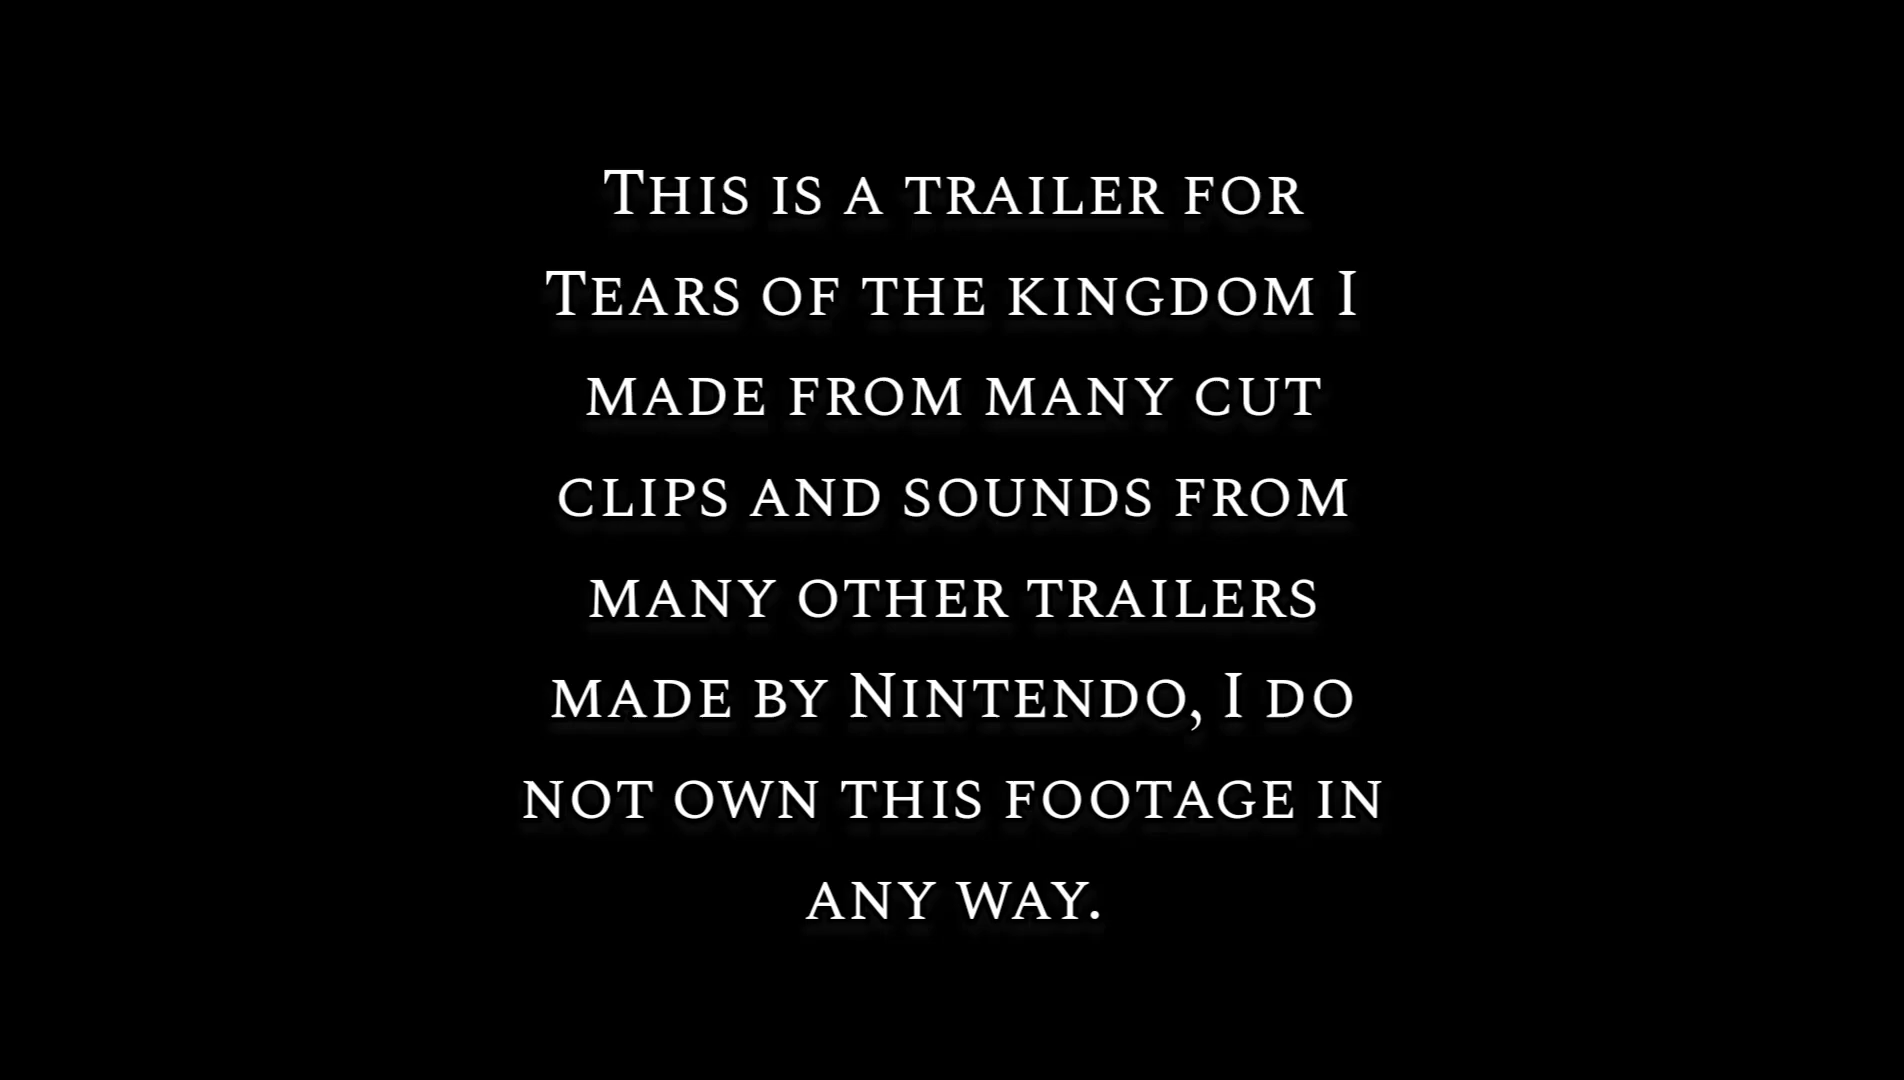 This is a trailer for
Tears of the kingdom I
made from many cut
clips and sounds from
many other trailers
made by Nintendo, I do
not own this footage in
any way.